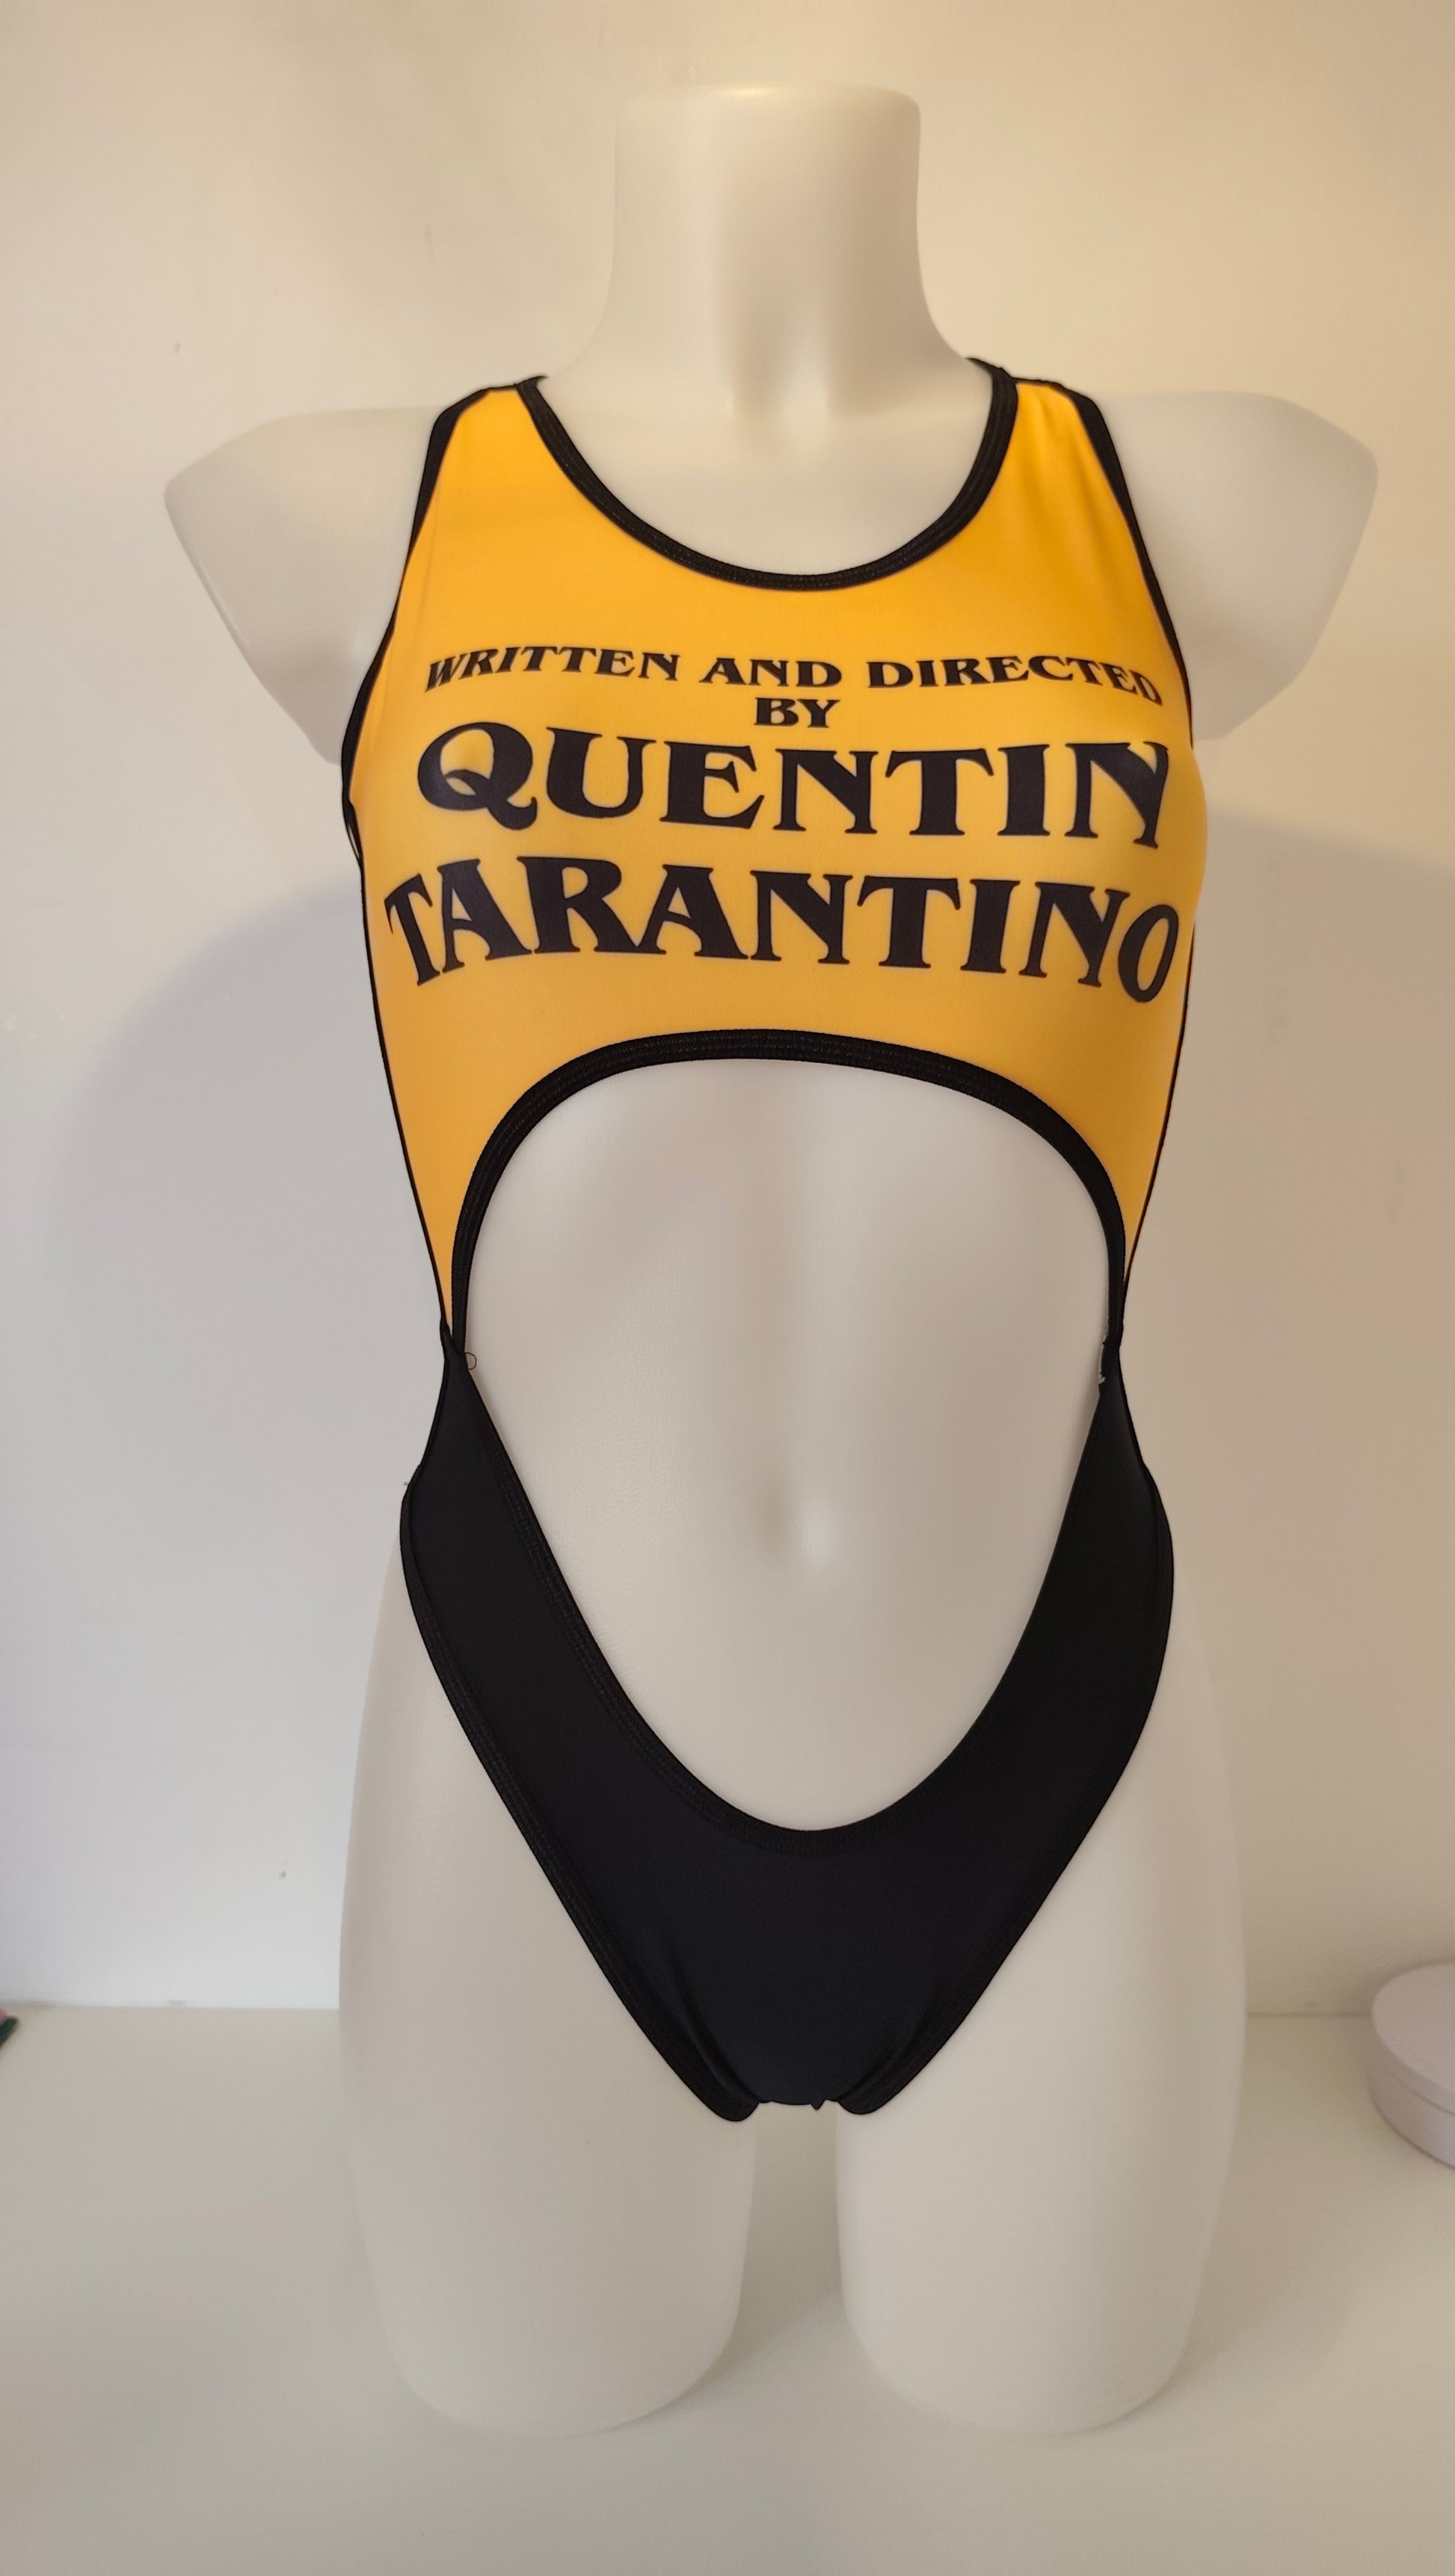 WRITTEN AND DIRECTED
BY
QUENTIN
TARANTINO